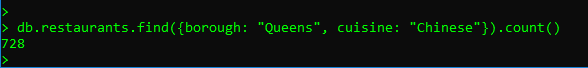 >
> db.restaurants.find({borough: "Queens", cuisine: "Chinese"}).count()
728
>